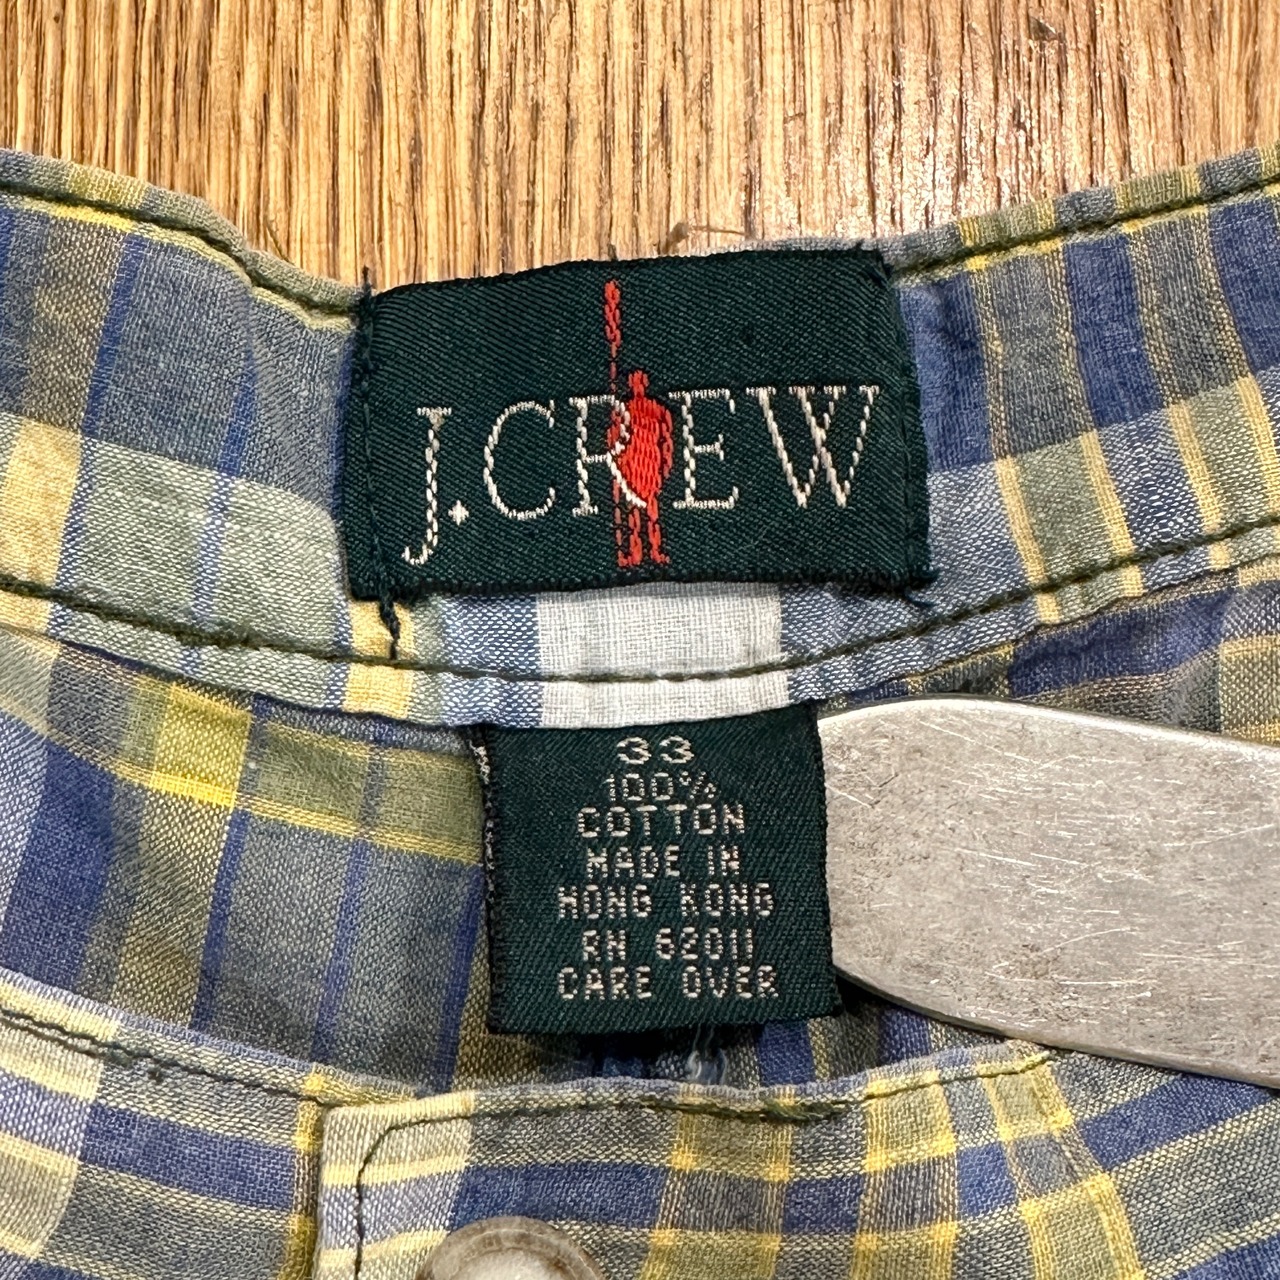 J.CREW
33
100%
COTTON
MADE IN
HONG KONG
RN 62011
CARE OVER